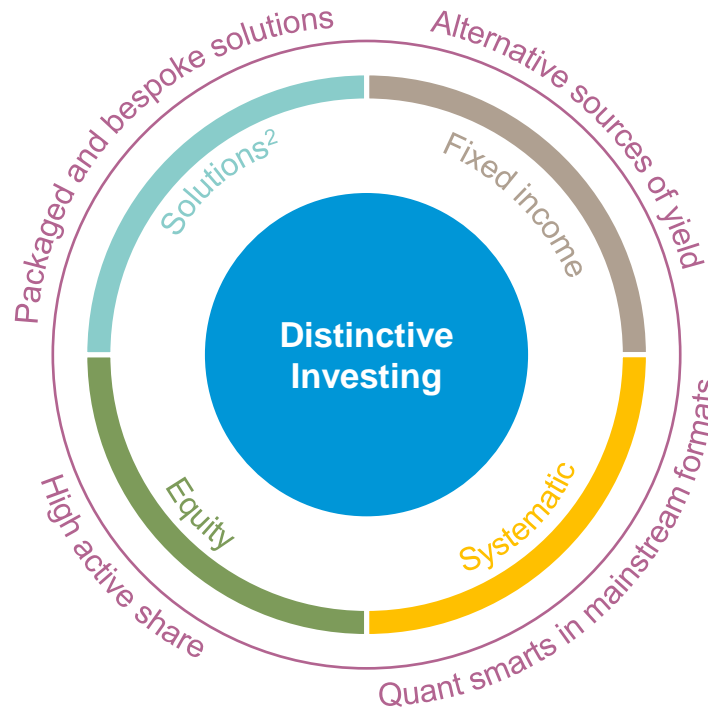 Packaged and bespoke solutions
Alternative sources of yield
Solutions²
Fixed income
Distinctive
Investing
Equity
Systematic
High active share
Quant smarts in mainstream formats